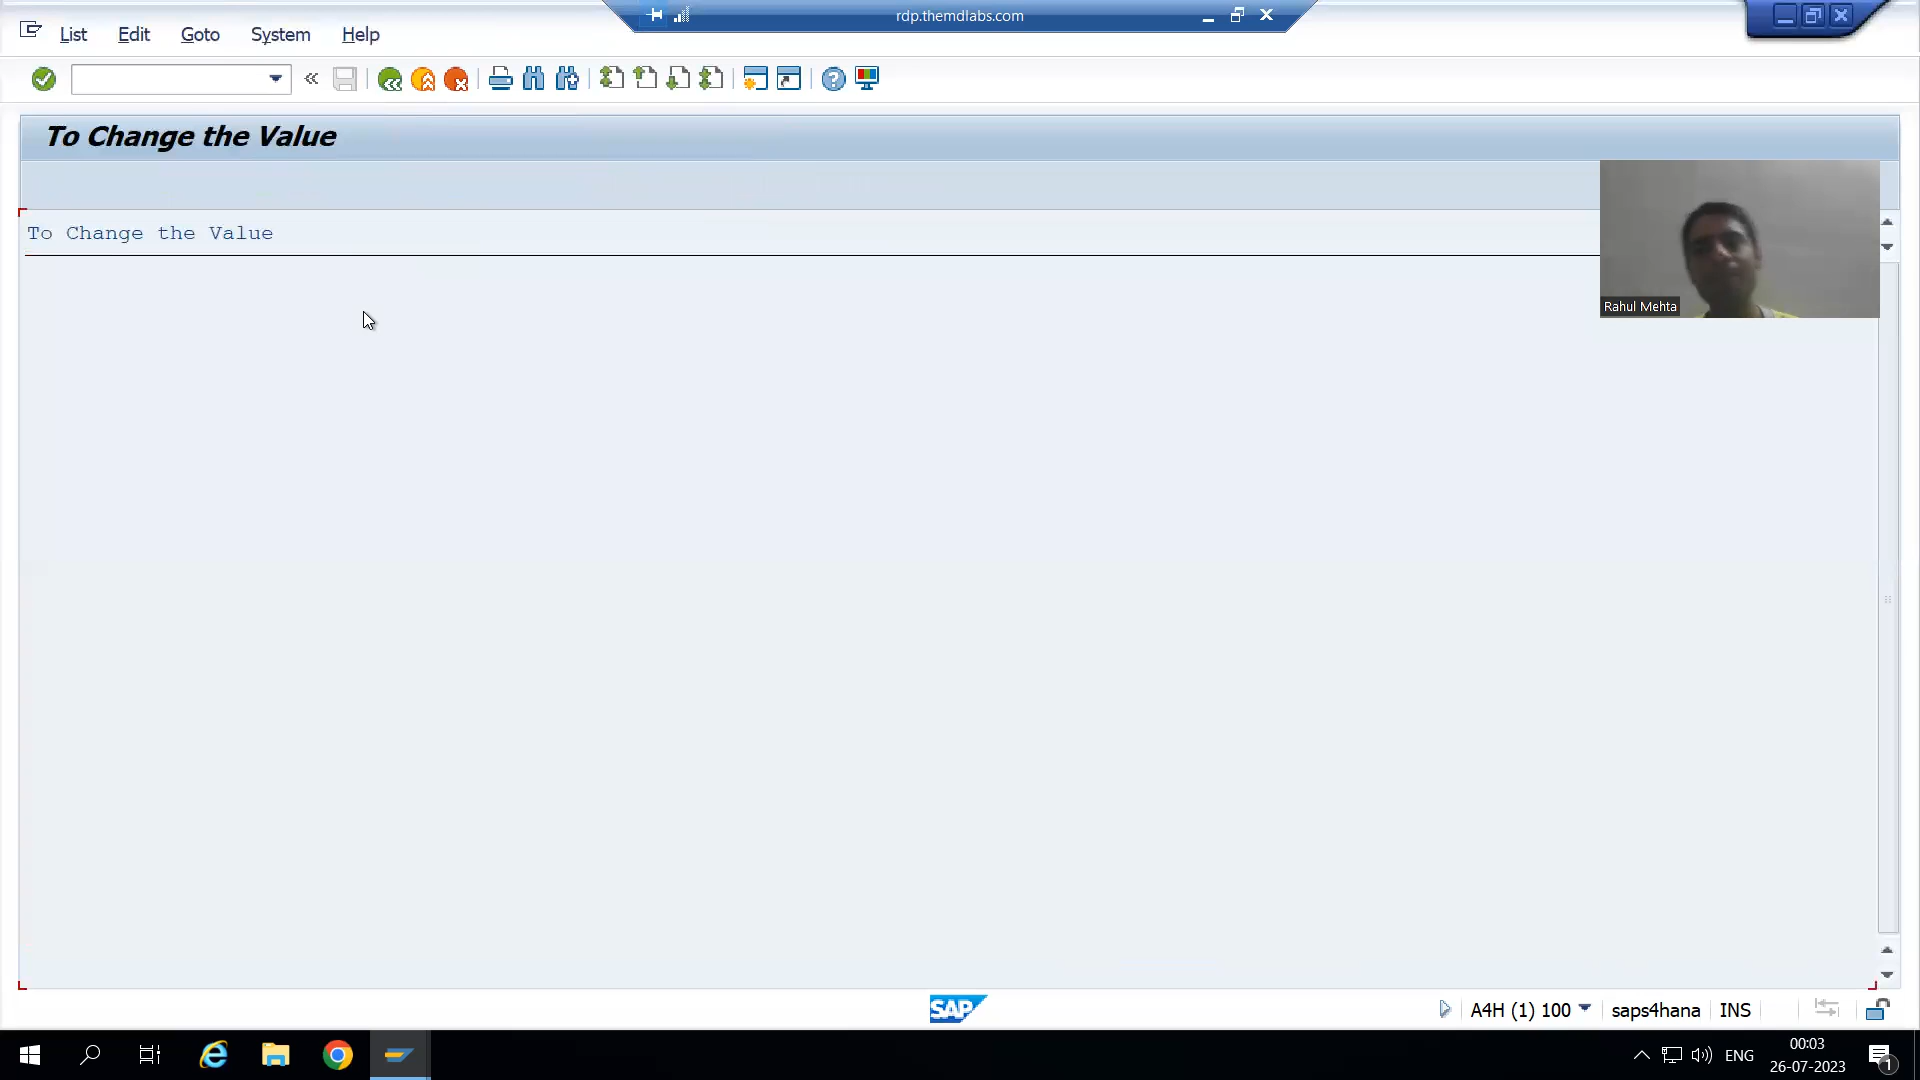 rdp.themdlabs.com
List Edit Goto System Help
To Change the Value
To Change the Value
Rahul Mehta
SAP
A4H (1) 100
saps4hana
INS
ENG
00:03
26-07-2023
1